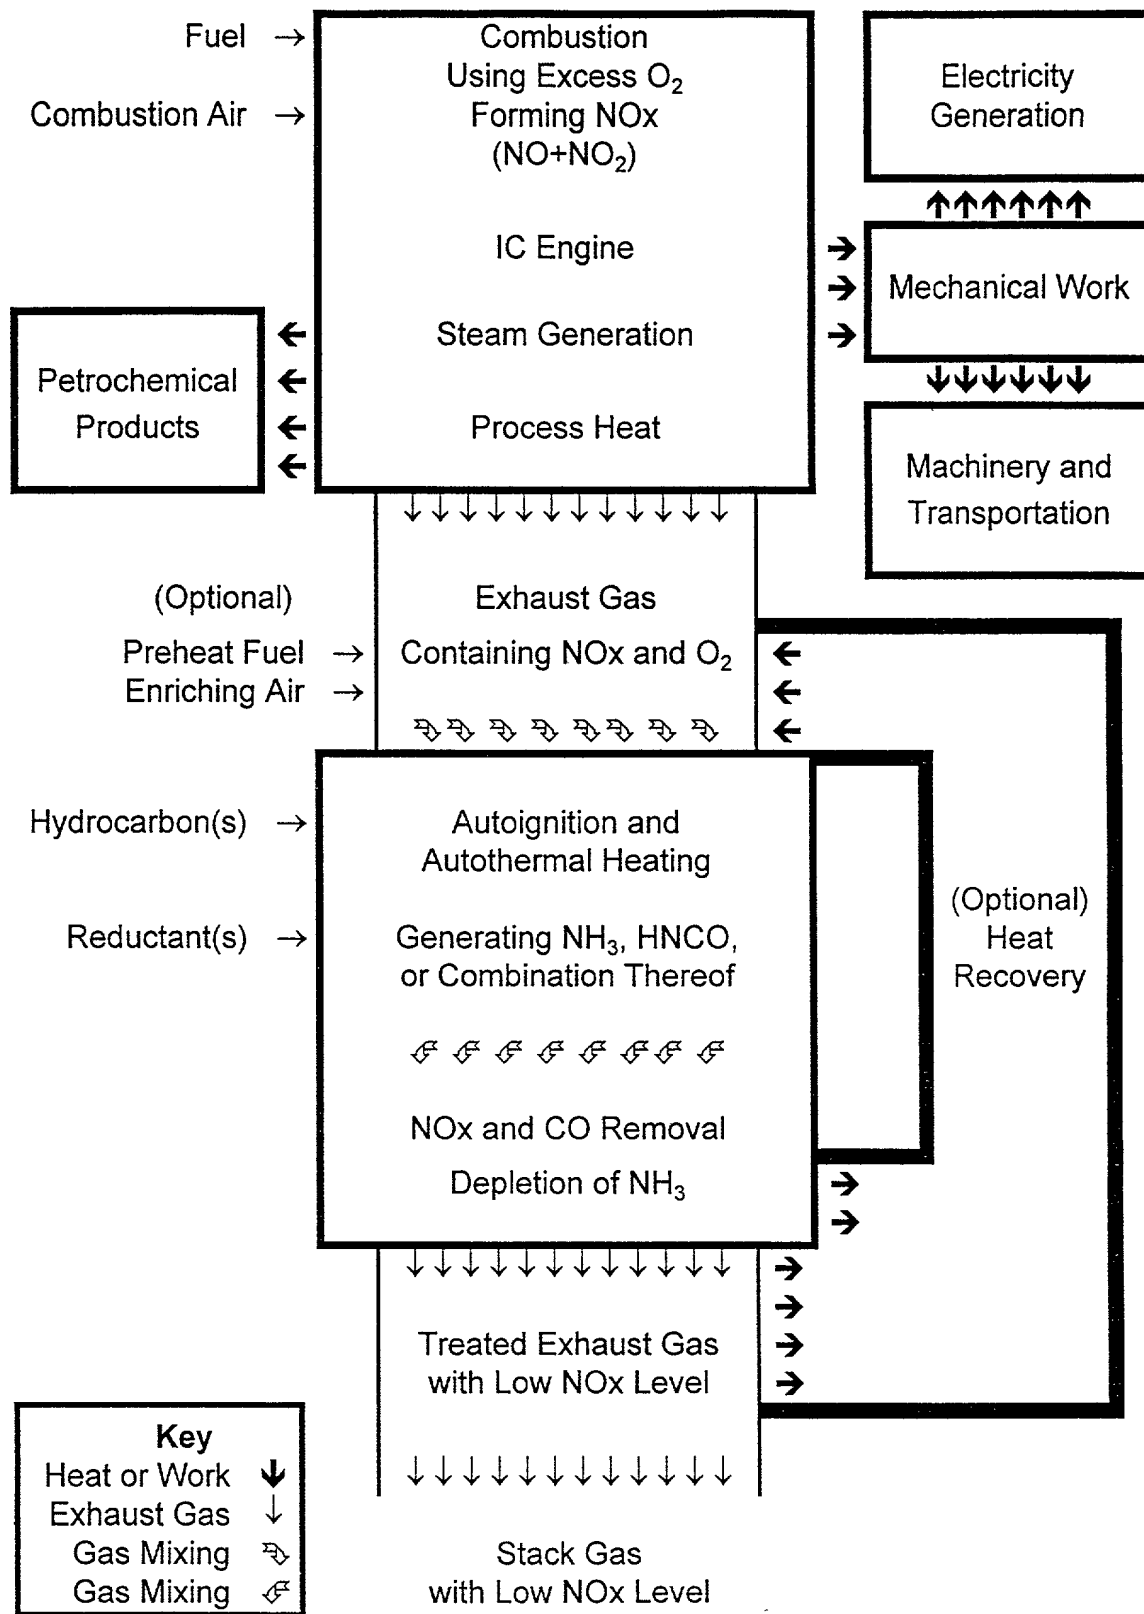 Fuel →
Combustion Air →
Combustion
Using Excess O₂
Forming NOx
(NO+NO₂)
IC Engine
Steam Generation
Process Heat
Electricity
Generation
Mechanical Work
Machinery and
Transportation
Petrochemical
Products
(Optional)
Preheat Fuel →
Enriching Air →
Exhaust Gas
Containing NOx and O₂
Hydrocarbon(s) →
Reductant(s) →
Autoignition and
Autothermal Heating
Generating NH₃, HNCO,
or Combination Thereof
NOx and CO Removal
Depletion of NH₃
(Optional)
Heat
Recovery
Treated Exhaust Gas
with Low NOx Level
Stack Gas
with Low NOx Level
Key
Heat or Work
Exhaust Gas
Gas Mixing
Gas Mixing